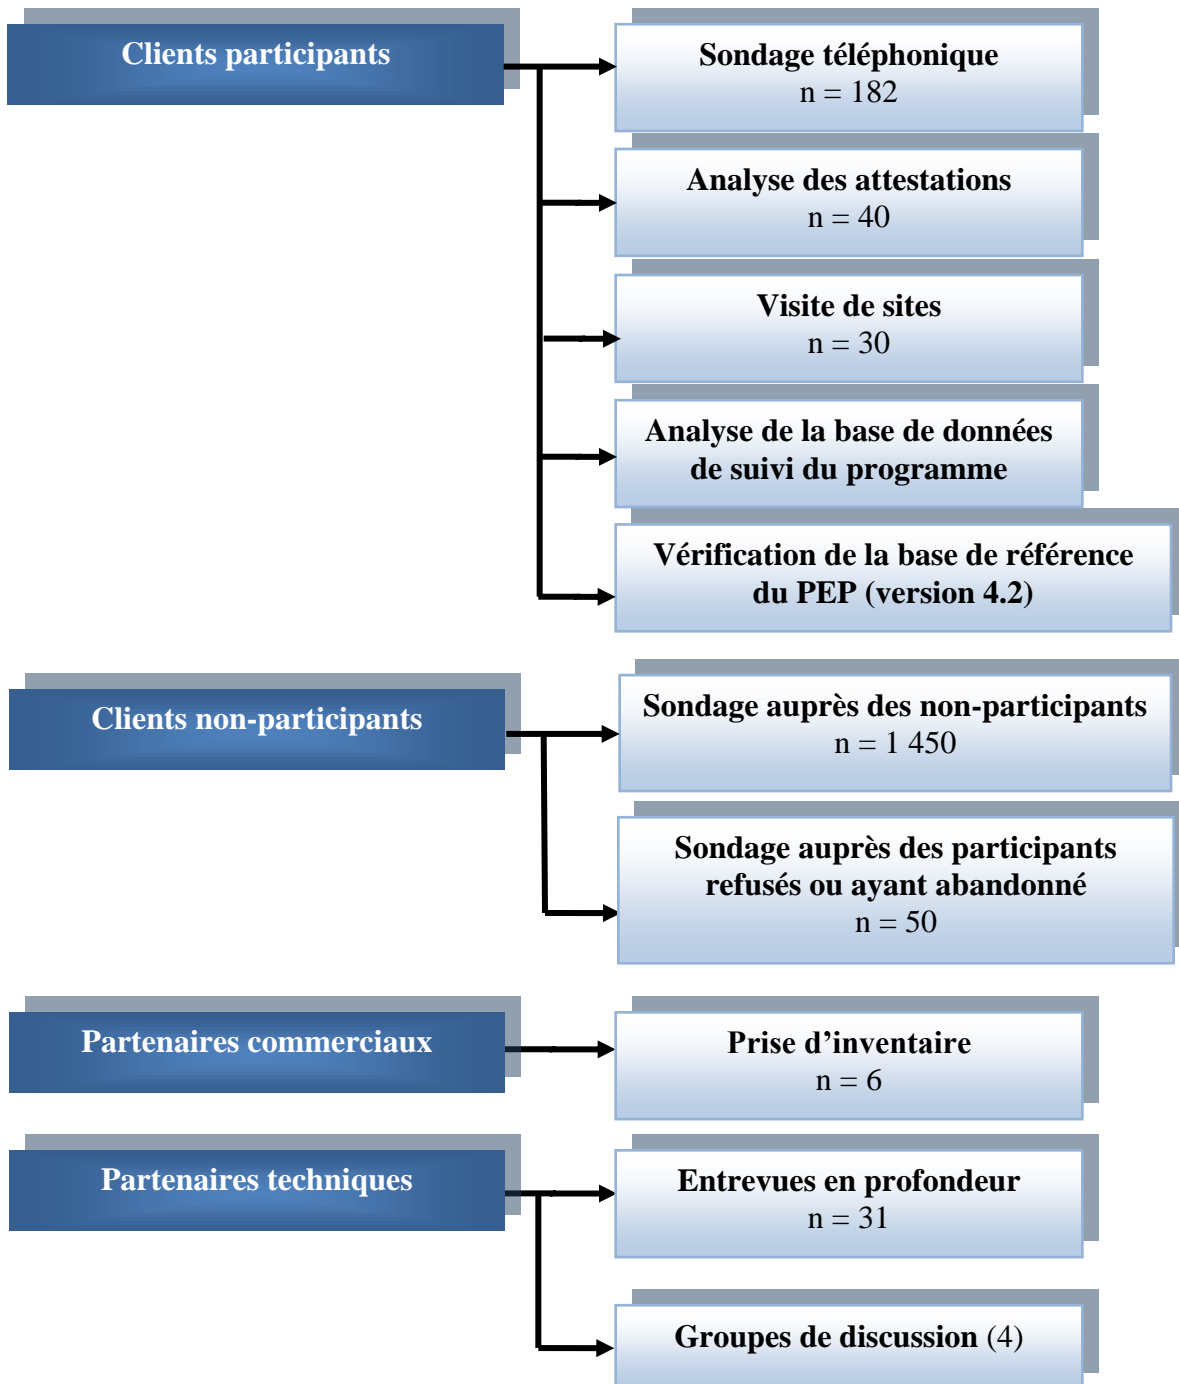 Clients participants
Sondage téléphonique
n = 182
Analyse des attestations
n = 40
Visite de sites
n = 30
Analyse de la base de données
de suivi du programme
Vérification de la base de référence
du PEP (version 4.2)
Clients non-participants
Sondage auprès des non-participants
n = 1 450
Sondage auprès des participants
refusés ou ayant abandonné
n = 50
Partenaires commerciaux
Prise d’inventaire
n = 6
Partenaires techniques
Entrevues en profondeur
n = 31
Groupes de discussion (4)